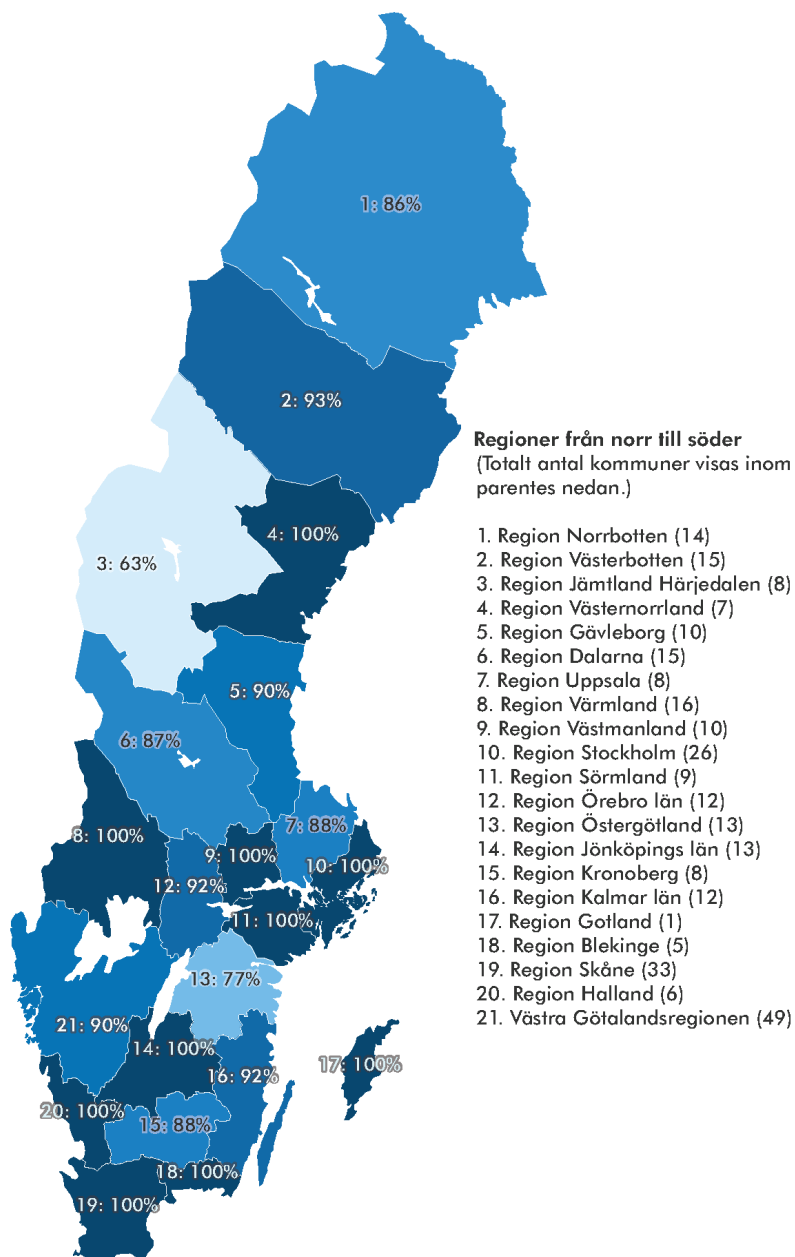 1: 86%
2: 93%
Regioner från norr till söder
(Totalt antal kommuner visas inom
parentes nedan.)
1. Region Norrbotten (14)
2. Region Västerbotten (15)
3. Region Jämtland Härjedalen (8)
4. Region Västernorrland (7)
5. Region Gävleborg (10)
6. Region Dalarna (15)
7. Region Uppsala (8)
8. Region Värmland (16)
9. Region Västmanland (10)
10. Region Stockholm (26)
11. Region Sörmland (9)
12. Region Örebro län (12)
13. Region Östergötland (13)
14. Region Jönköpings län (13)
15. Region Kronoberg (8)
16. Region Kalmar län (12)
17. Region Gotland (1)
18. Region Blekinge (5)
19. Region Skåne (33)
20. Region Halland (6)
21. Västra Götalandsregionen (49)
4: 100%
3: 63%
5: 90%
6: 87%
7: 88%
8: 100%
9: 100%
10: 100%
12: 92%
11: 100%
13: 77%
21: 90%
14: 100%
17: 100%
16: 92%
20: 100%
15: 88%
18: 100%
19: 100%